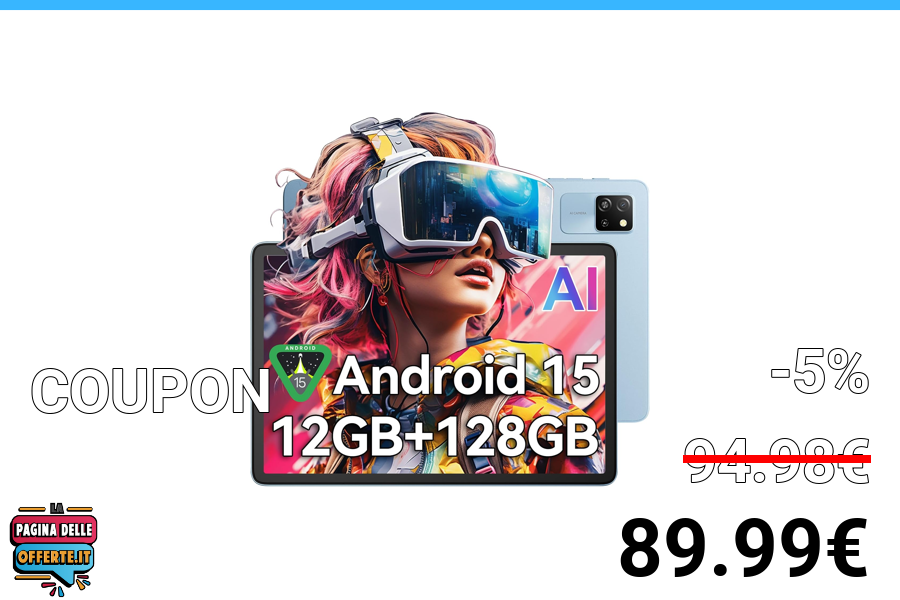 AI
ANDROID
15
Android 15
12GB+128GB
COUPON
-5%
94.98€
89.99€
LA
PAGINA DELLE
OFFERTE.IT